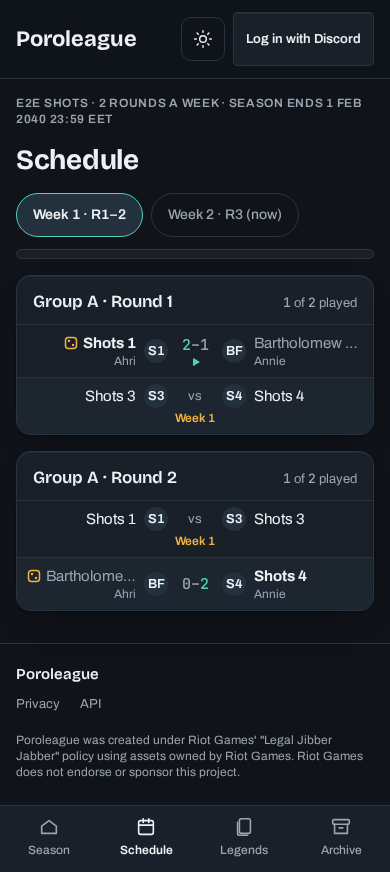 Poroleague
Log in with Discord
E2E SHOTS · 2 ROUNDS A WEEK · SEASON ENDS 1 FEB
2040 23:59 EET
Schedule
Week 1 · R1–2
Week 2 · R3 (now)
Group A · Round 1
1 of 2 played
Shots 1 S1 2–1 BF Bartholomew ...
Ahri Annie
Shots 3 S3 vs S4 Shots 4
Week 1
Group A · Round 2
1 of 2 played
Shots 1 S1 vs S3 Shots 3
Week 1
Bartholome... BF 0–2 S4 Shots 4
Ahri Annie
Poroleague
Privacy API
Poroleague was created under Riot Games' "Legal Jibber
Jabber" policy using assets owned by Riot Games. Riot Games
does not endorse or sponsor this project.
Season Schedule Legends Archive